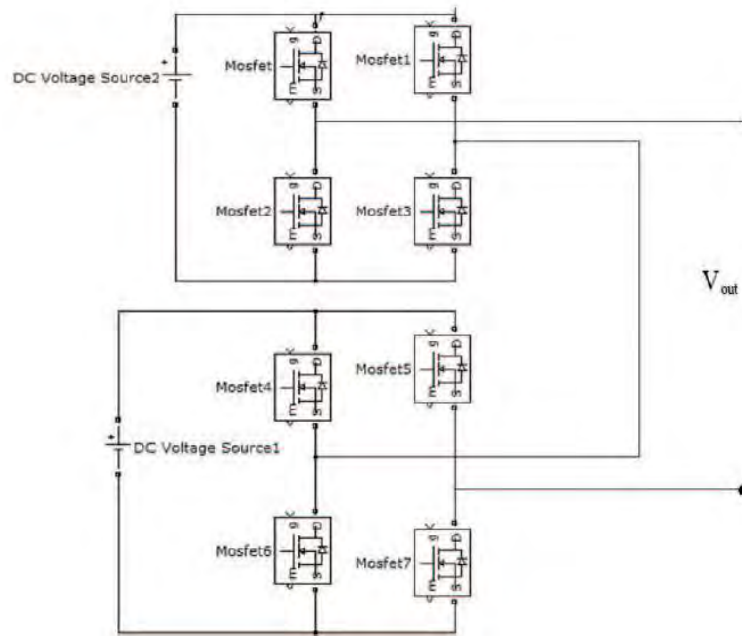 Mosfet
g
D
m
S
Mosfet1
g
D
m
S
DC Voltage Source2
+
Mosfet2
g
D
m
S
Mosfet3
g
D
m
S
Vout
Mosfet4
g
D
m
S
Mosfet5
g
D
m
S
DC Voltage Source1
+
Mosfet6
g
D
m
S
Mosfet7
g
D
m
S